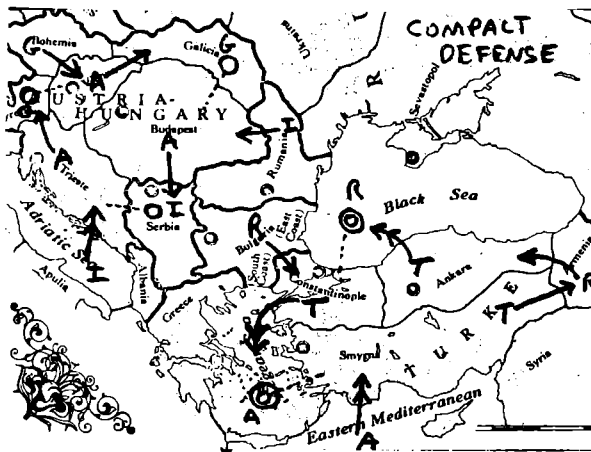 COMPACT
DEFENSE
G
Bohemia
Galicia
G
Ukraine
A
R
Sevastopol
AUSTRIA-
HUNGARY
Budapest
A
I
Rumania
A
Trieste
I
Serbia
R
Black Sea
R
Bulgaria
(East
Coast)
Adriatic Sea
I
(South
Coast)
Constantinople
T
T
Ankara
Armenia
R
Apulia
Albania
Greece
T
Aegean
Smyrna
TURKEY
Syria
A
Eastern Mediterranean
A